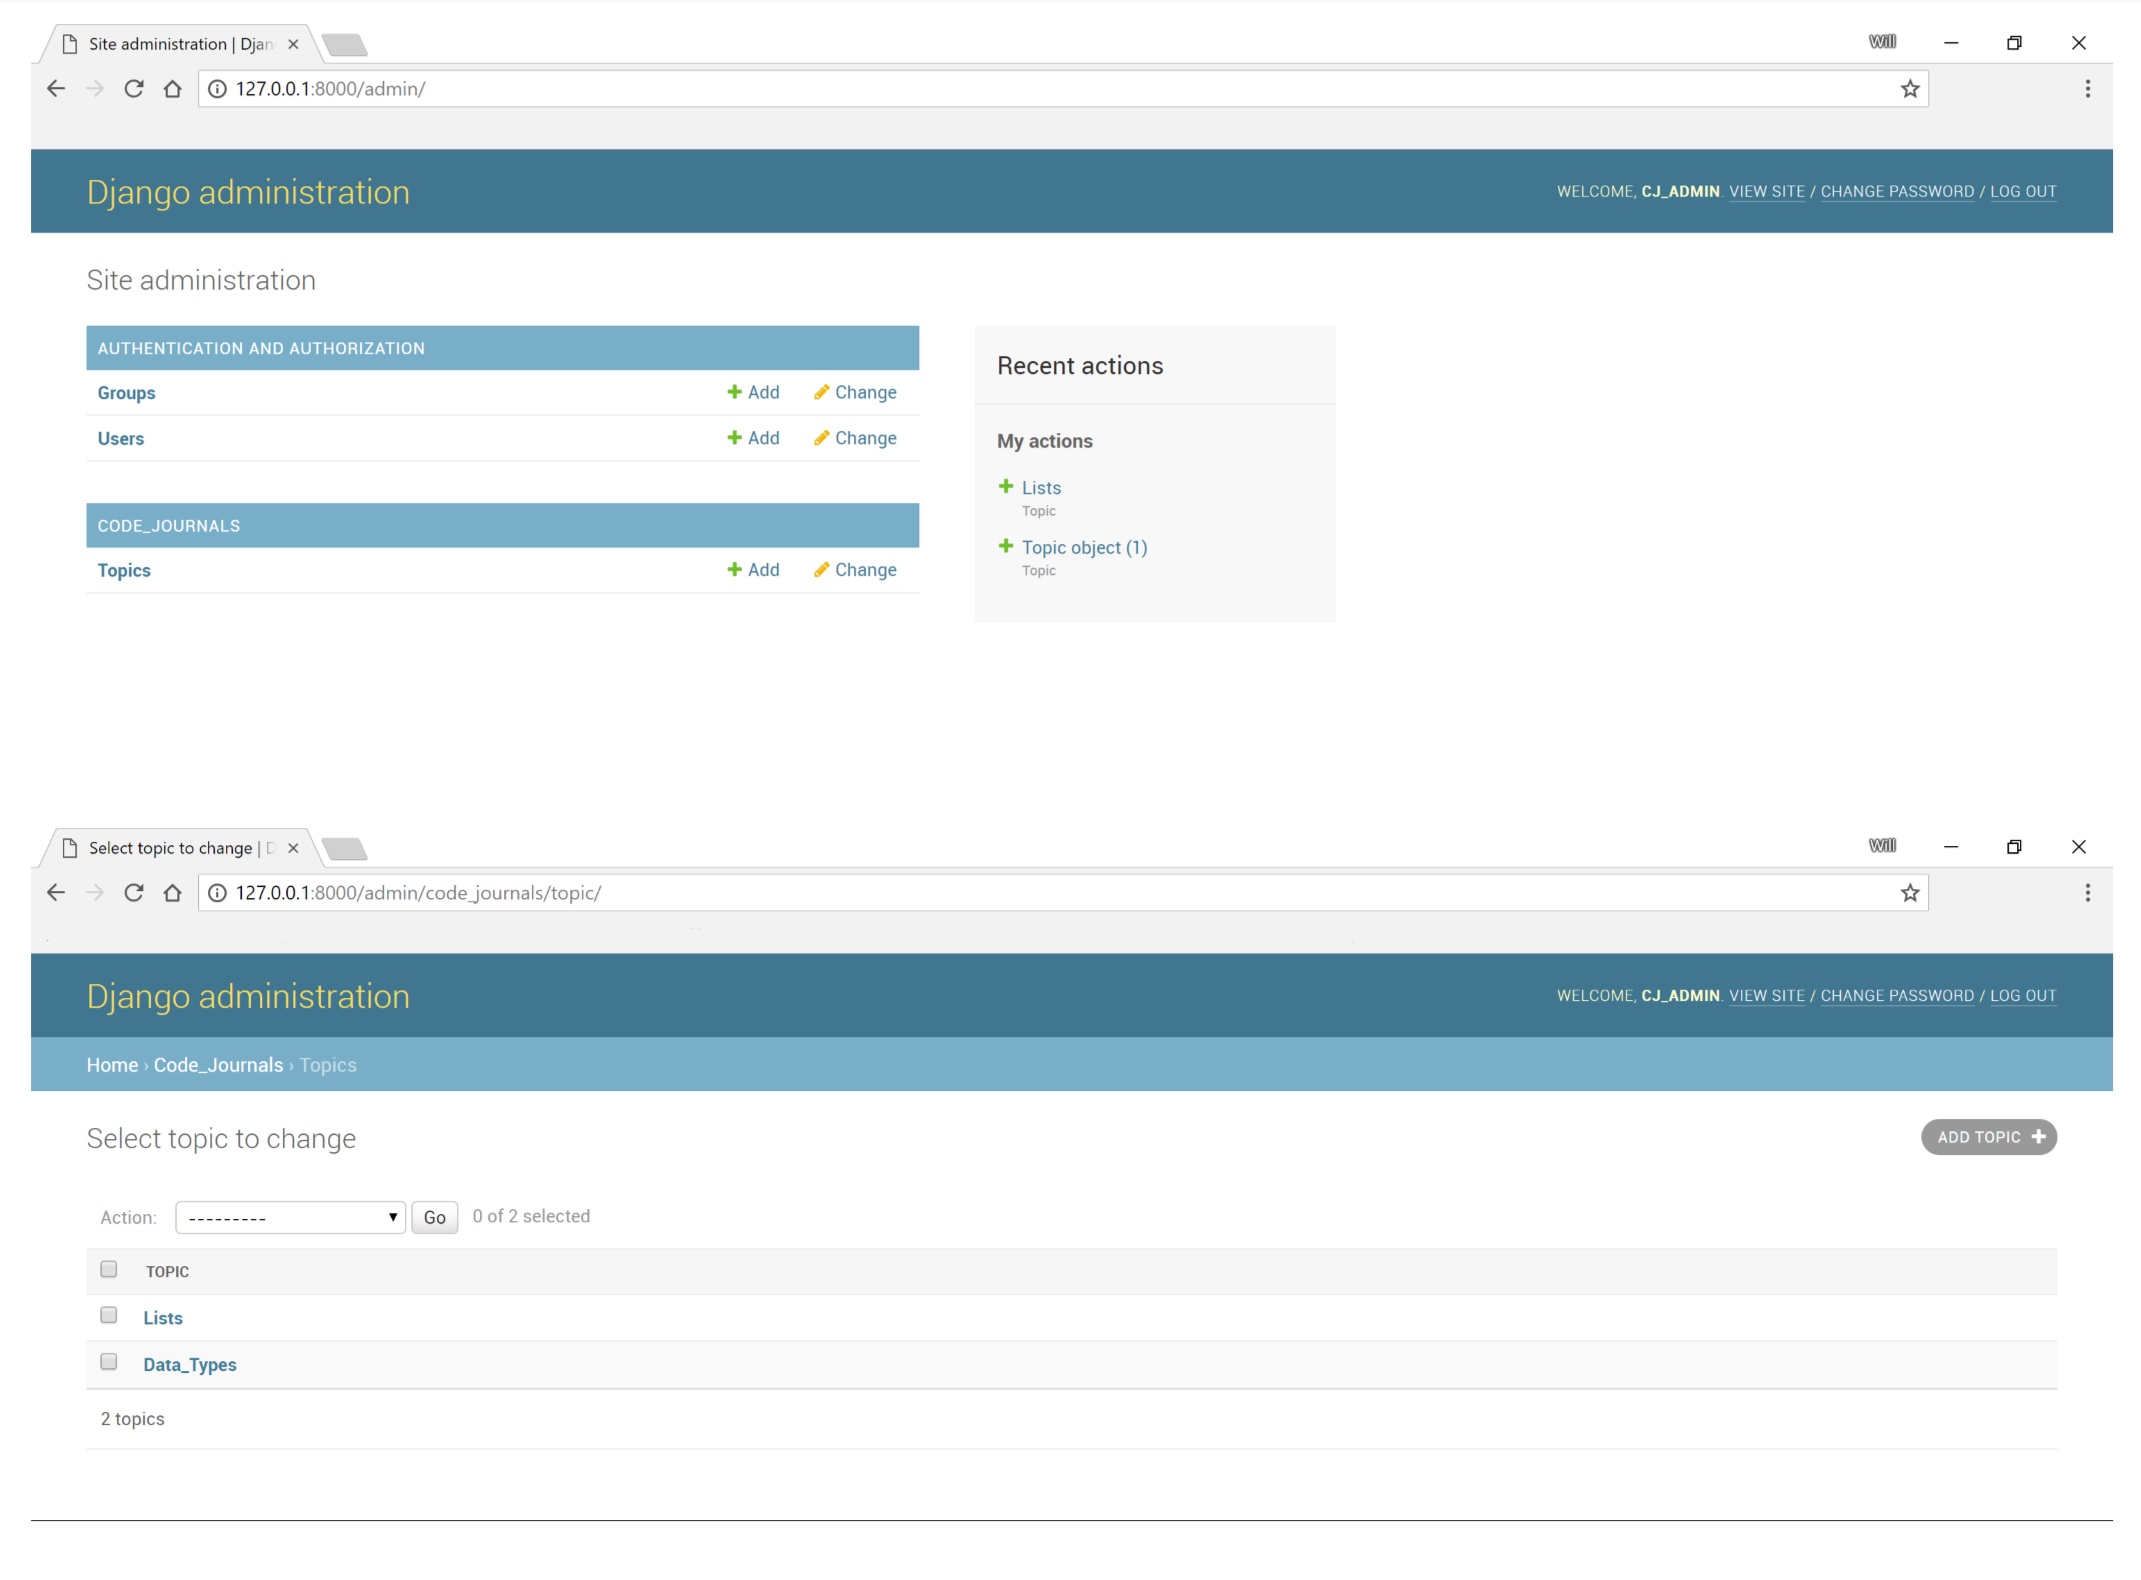 Site administration | Djan
Will
127.0.0.1:8000/admin/
Django administration
WELCOME, CJ_ADMIN. VIEW SITE / CHANGE PASSWORD / LOG OUT
Site administration
AUTHENTICATION AND AUTHORIZATION
Groups Add Change
Users Add Change
CODE_JOURNALS
Topics Add Change
Recent actions
My actions
Lists
Topic
Topic object (1)
Topic
Select topic to change | D
Will
127.0.0.1:8000/admin/code_journals/topic/
Django administration
WELCOME, CJ_ADMIN. VIEW SITE / CHANGE PASSWORD / LOG OUT
Home › Code_Journals › Topics
Select topic to change
ADD TOPIC +
Action: --------- Go 0 of 2 selected
TOPIC
Lists
Data_Types
2 topics